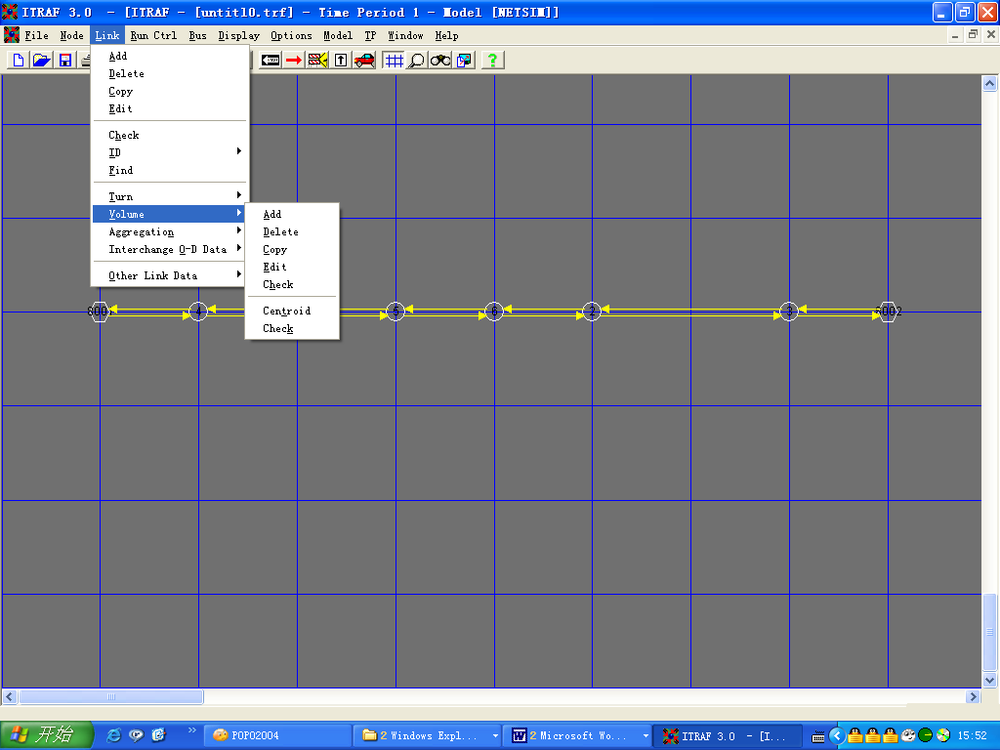 ITRAF 3.0 - [ITRAF - [untitl0.trf] - Time Period 1 - Model [NETSIM]]
File Node Link Run Ctrl Bus Display Options Model TP Window Help
Add
Delete
Copy
Edit
Check
ID
Find
Turn
Volume
Aggregation
Interchange O-D Data
Other Link Data
Add
Delete
Copy
Edit
Check
Centroid
Check
8001 4 5 6 2 3 8002
开始 POPO2004 2 Windows Expl... 2 Microsoft Wo... ITRAF 3.0 - [I... 15:52